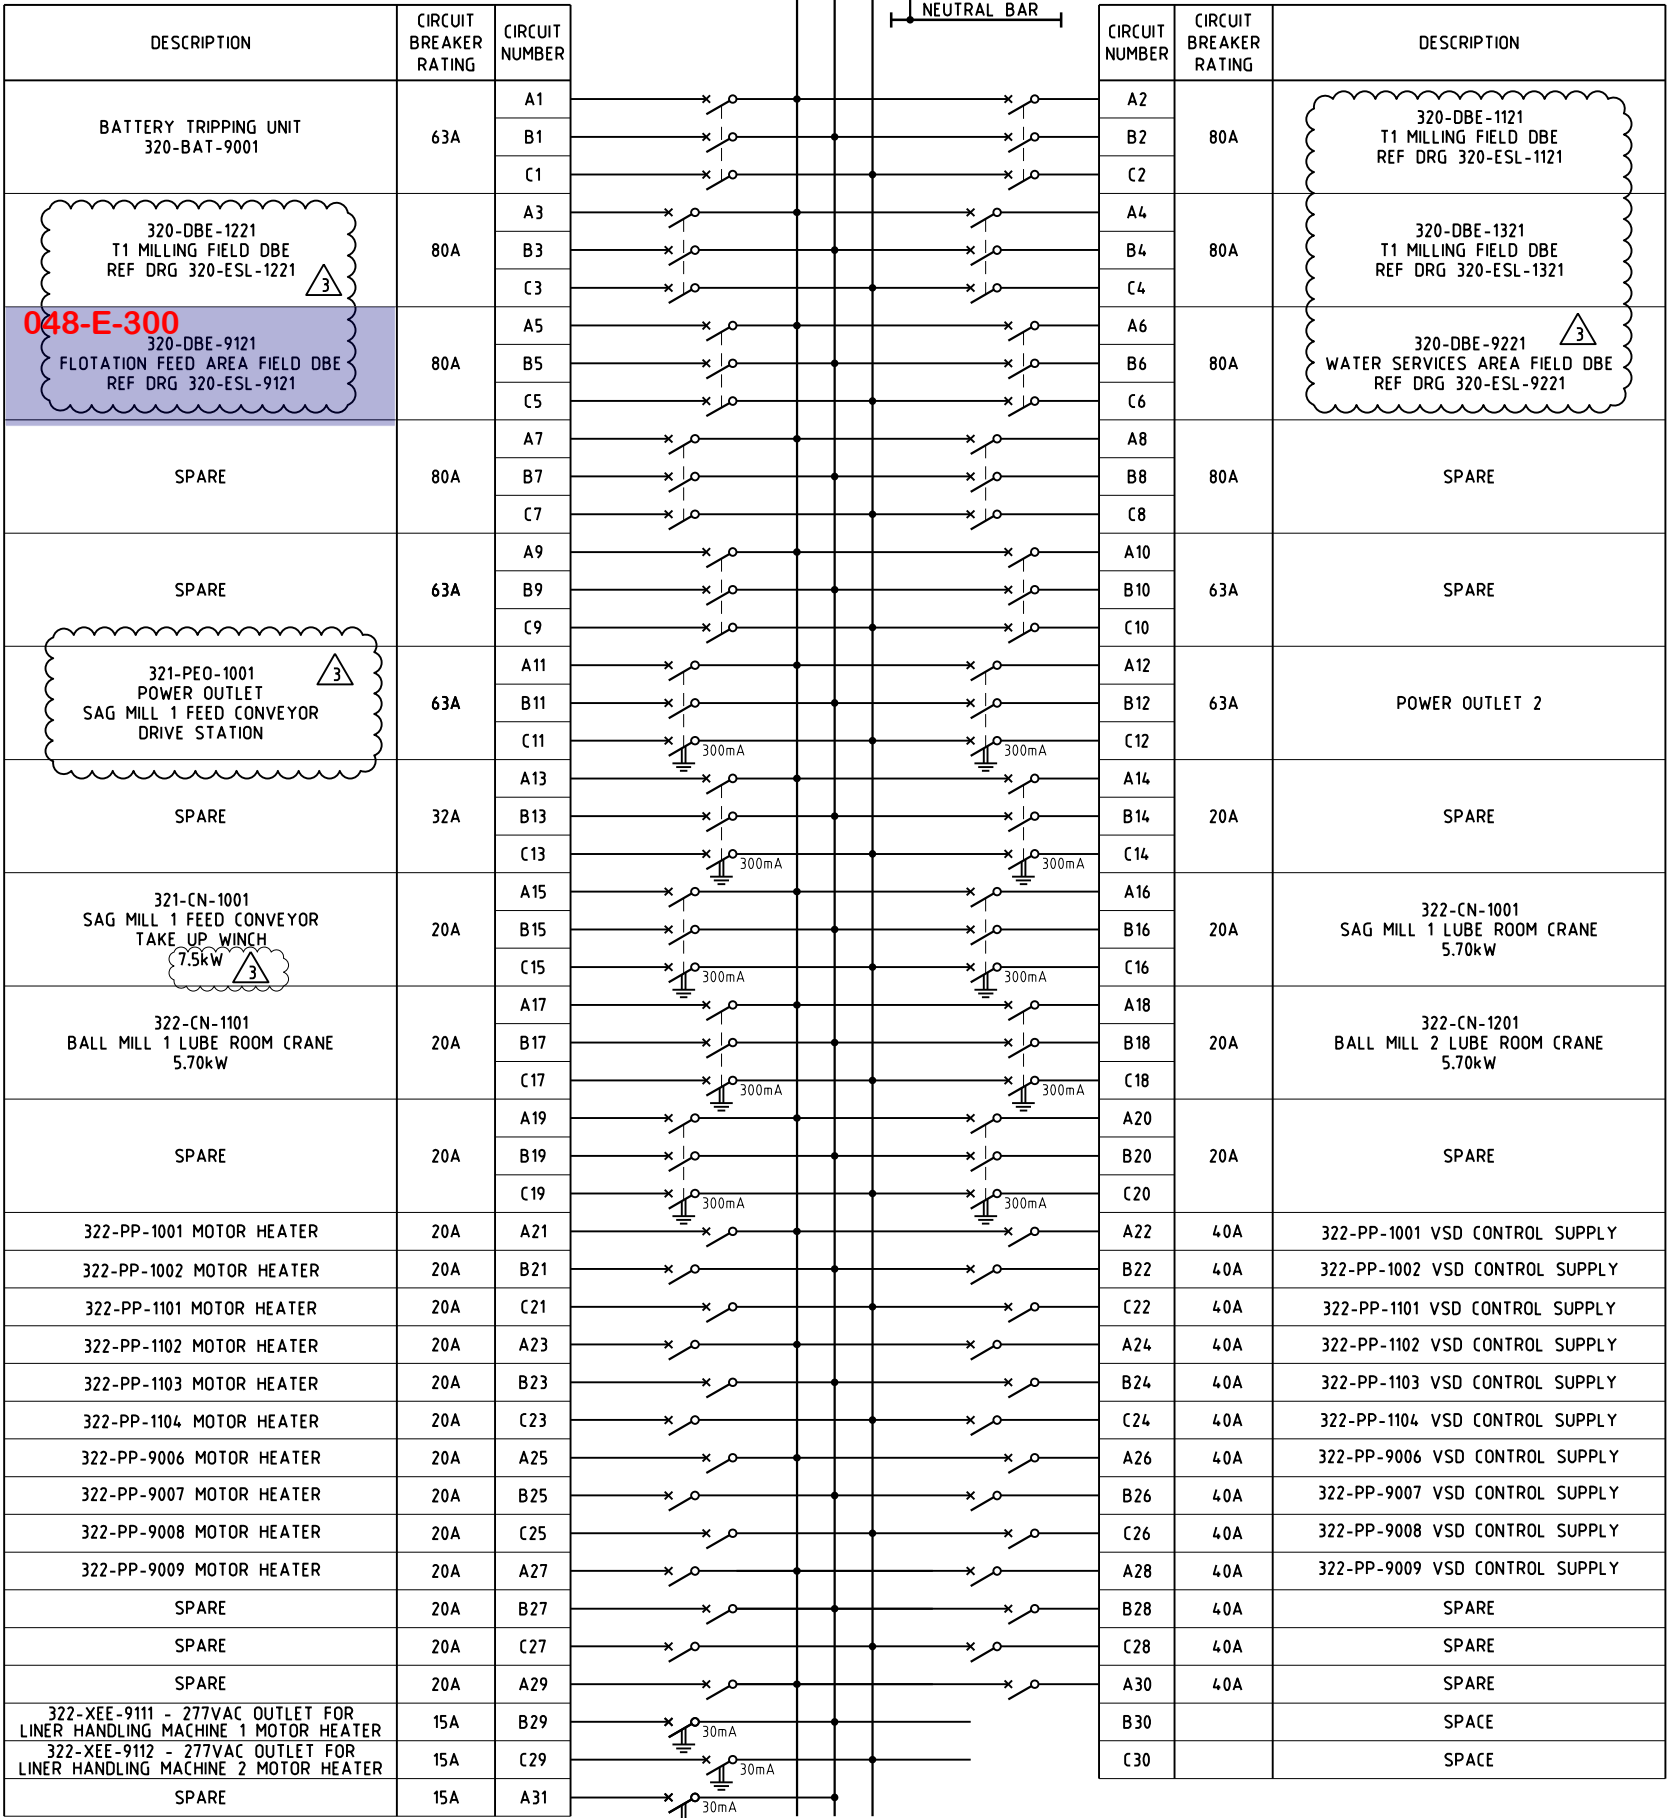 NEUTRAL BAR
DESCRIPTION
CIRCUIT
BREAKER
RATING
CIRCUIT
NUMBER
CIRCUIT
NUMBER
CIRCUIT
BREAKER
RATING
DESCRIPTION
BATTERY TRIPPING UNIT
320-BAT-9001
63A
A1
B1
C1
A2
B2
C2
80A
320-DBE-1121
T1 MILLING FIELD DBE
REF DRG 320-ESL-1121
320-DBE-1221
T1 MILLING FIELD DBE
REF DRG 320-ESL-1221
3
80A
A3
B3
C3
A4
B4
C4
80A
320-DBE-1321
T1 MILLING FIELD DBE
REF DRG 320-ESL-1321
048-E-300
320-DBE-9121
FLOTATION FEED AREA FIELD DBE
REF DRG 320-ESL-9121
80A
A5
B5
C5
A6
B6
C6
80A
3
320-DBE-9221
WATER SERVICES AREA FIELD DBE
REF DRG 320-ESL-9221
SPARE
80A
A7
B7
C7
A8
B8
C8
80A
SPARE
SPARE
63A
A9
B9
C9
A10
B10
C10
63A
SPARE
321-PEO-1001
POWER OUTLET
SAG MILL 1 FEED CONVEYOR
DRIVE STATION
3
63A
A11
B11
C11
300mA
300mA
A12
B12
C12
63A
POWER OUTLET 2
SPARE
32A
A13
B13
C13
300mA
300mA
A14
B14
C14
20A
SPARE
321-CN-1001
SAG MILL 1 FEED CONVEYOR
TAKE UP WINCH
7.5kW
3
20A
A15
B15
C15
300mA
300mA
A16
B16
C16
20A
322-CN-1001
SAG MILL 1 LUBE ROOM CRANE
5.70kW
322-CN-1101
BALL MILL 1 LUBE ROOM CRANE
5.70kW
20A
A17
B17
C17
300mA
300mA
A18
B18
C18
20A
322-CN-1201
BALL MILL 2 LUBE ROOM CRANE
5.70kW
SPARE
20A
A19
B19
C19
300mA
300mA
A20
B20
C20
20A
SPARE
322-PP-1001 MOTOR HEATER 20A A21 A22 40A 322-PP-1001 VSD CONTROL SUPPLY
322-PP-1002 MOTOR HEATER 20A B21 B22 40A 322-PP-1002 VSD CONTROL SUPPLY
322-PP-1101 MOTOR HEATER 20A C21 C22 40A 322-PP-1101 VSD CONTROL SUPPLY
322-PP-1102 MOTOR HEATER 20A A23 A24 40A 322-PP-1102 VSD CONTROL SUPPLY
322-PP-1103 MOTOR HEATER 20A B23 B24 40A 322-PP-1103 VSD CONTROL SUPPLY
322-PP-1104 MOTOR HEATER 20A C23 C24 40A 322-PP-1104 VSD CONTROL SUPPLY
322-PP-9006 MOTOR HEATER 20A A25 A26 40A 322-PP-9006 VSD CONTROL SUPPLY
322-PP-9007 MOTOR HEATER 20A B25 B26 40A 322-PP-9007 VSD CONTROL SUPPLY
322-PP-9008 MOTOR HEATER 20A C25 C26 40A 322-PP-9008 VSD CONTROL SUPPLY
322-PP-9009 MOTOR HEATER 20A A27 A28 40A 322-PP-9009 VSD CONTROL SUPPLY
SPARE 20A B27 B28 40A SPARE
SPARE 20A C27 C28 40A SPARE
SPARE 20A A29 A30 40A SPARE
322-XEE-9111 - 277VAC OUTLET FOR
LINER HANDLING MACHINE 1 MOTOR HEATER
15A B29 30mA B30 SPACE
322-XEE-9112 - 277VAC OUTLET FOR
LINER HANDLING MACHINE 2 MOTOR HEATER
15A C29 30mA C30 SPACE
SPARE 15A A31 30mA